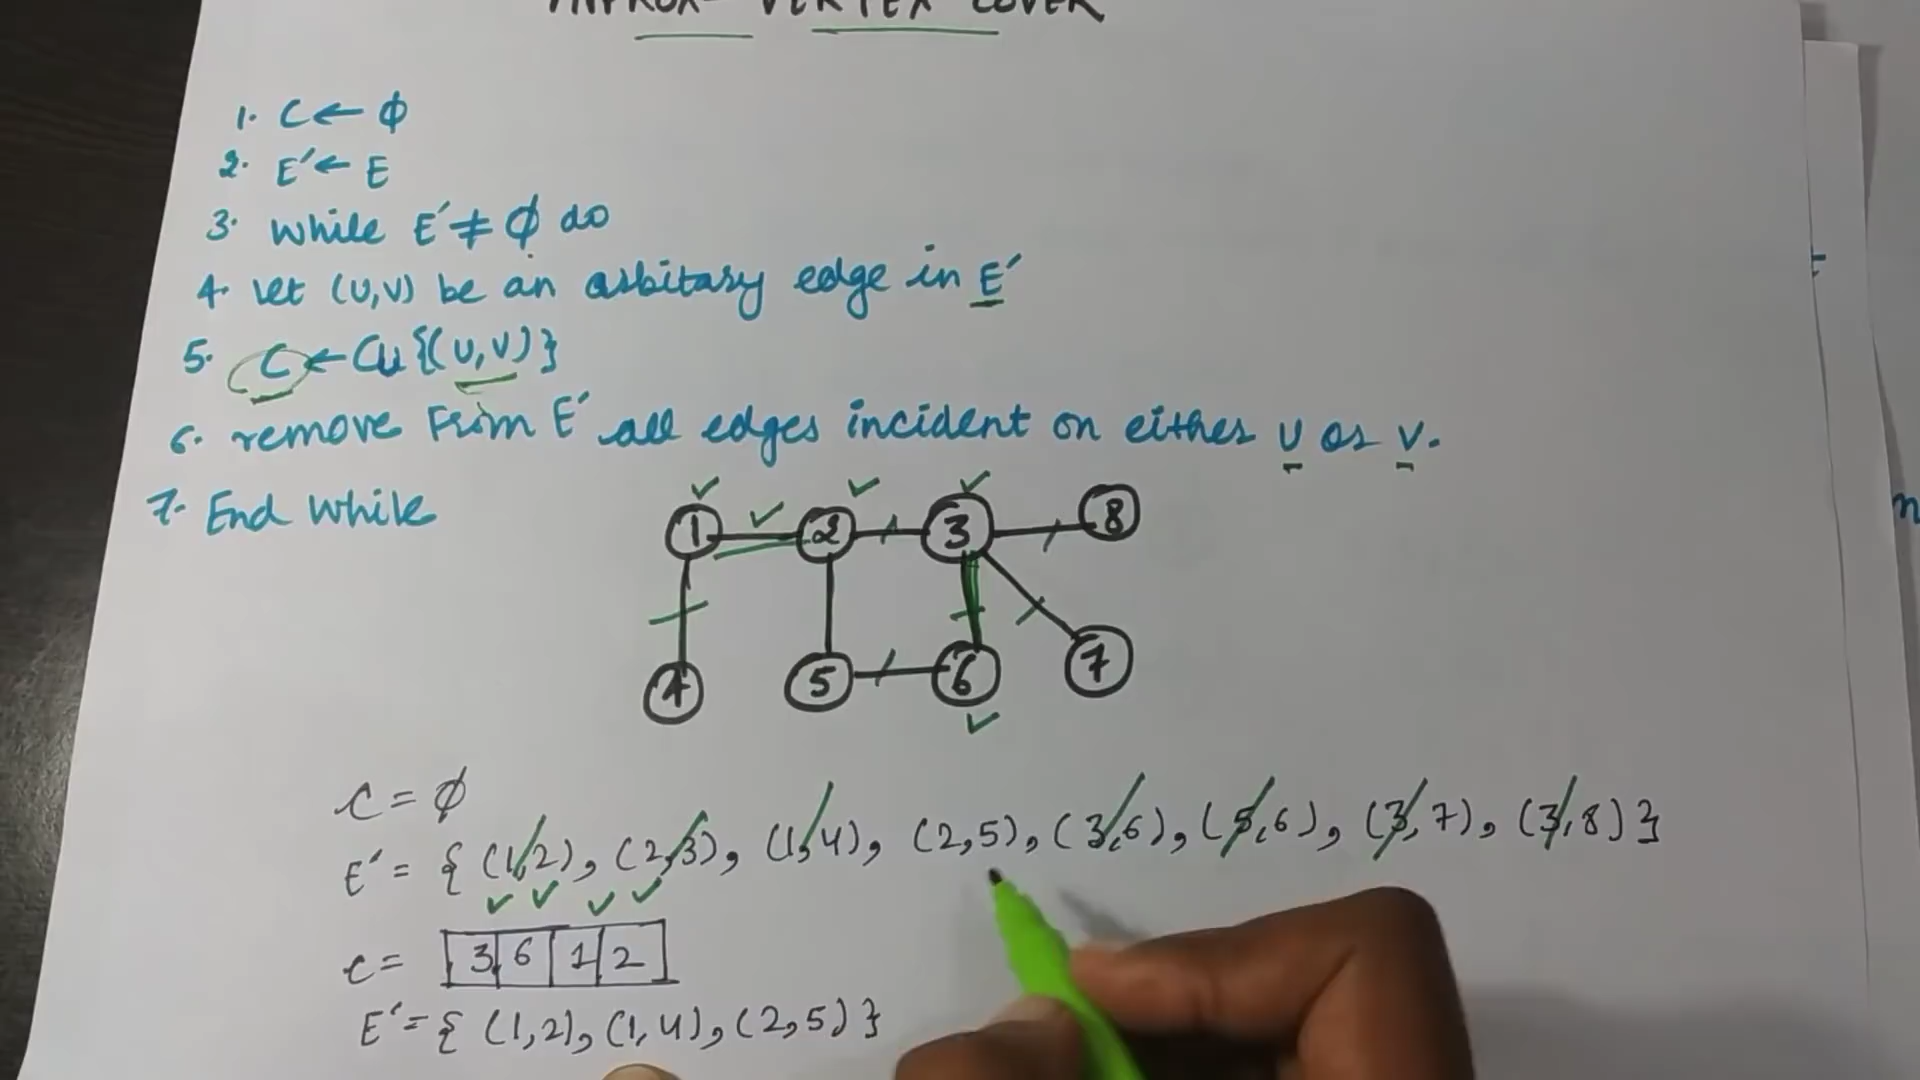 APPROX- VERTEX COVER
1. C ← ϕ
2. E′ ← E
3. While E′ ≠ ϕ do
4. let (U,V) be an arbitary edge in E′
5. C ← C∪ {(U,V)}
6. remove From E′ all edges incident on either U or V.
7. End While
1 2 3 8
4 5 6 7
C = ϕ
E′ = { (1,2), (2,3), (1,4), (2,5), (3,6), (5,6), (3,7), (3,8) }
C = 3 6 1 2
E′ = { (1,2), (1,4), (2,5) }